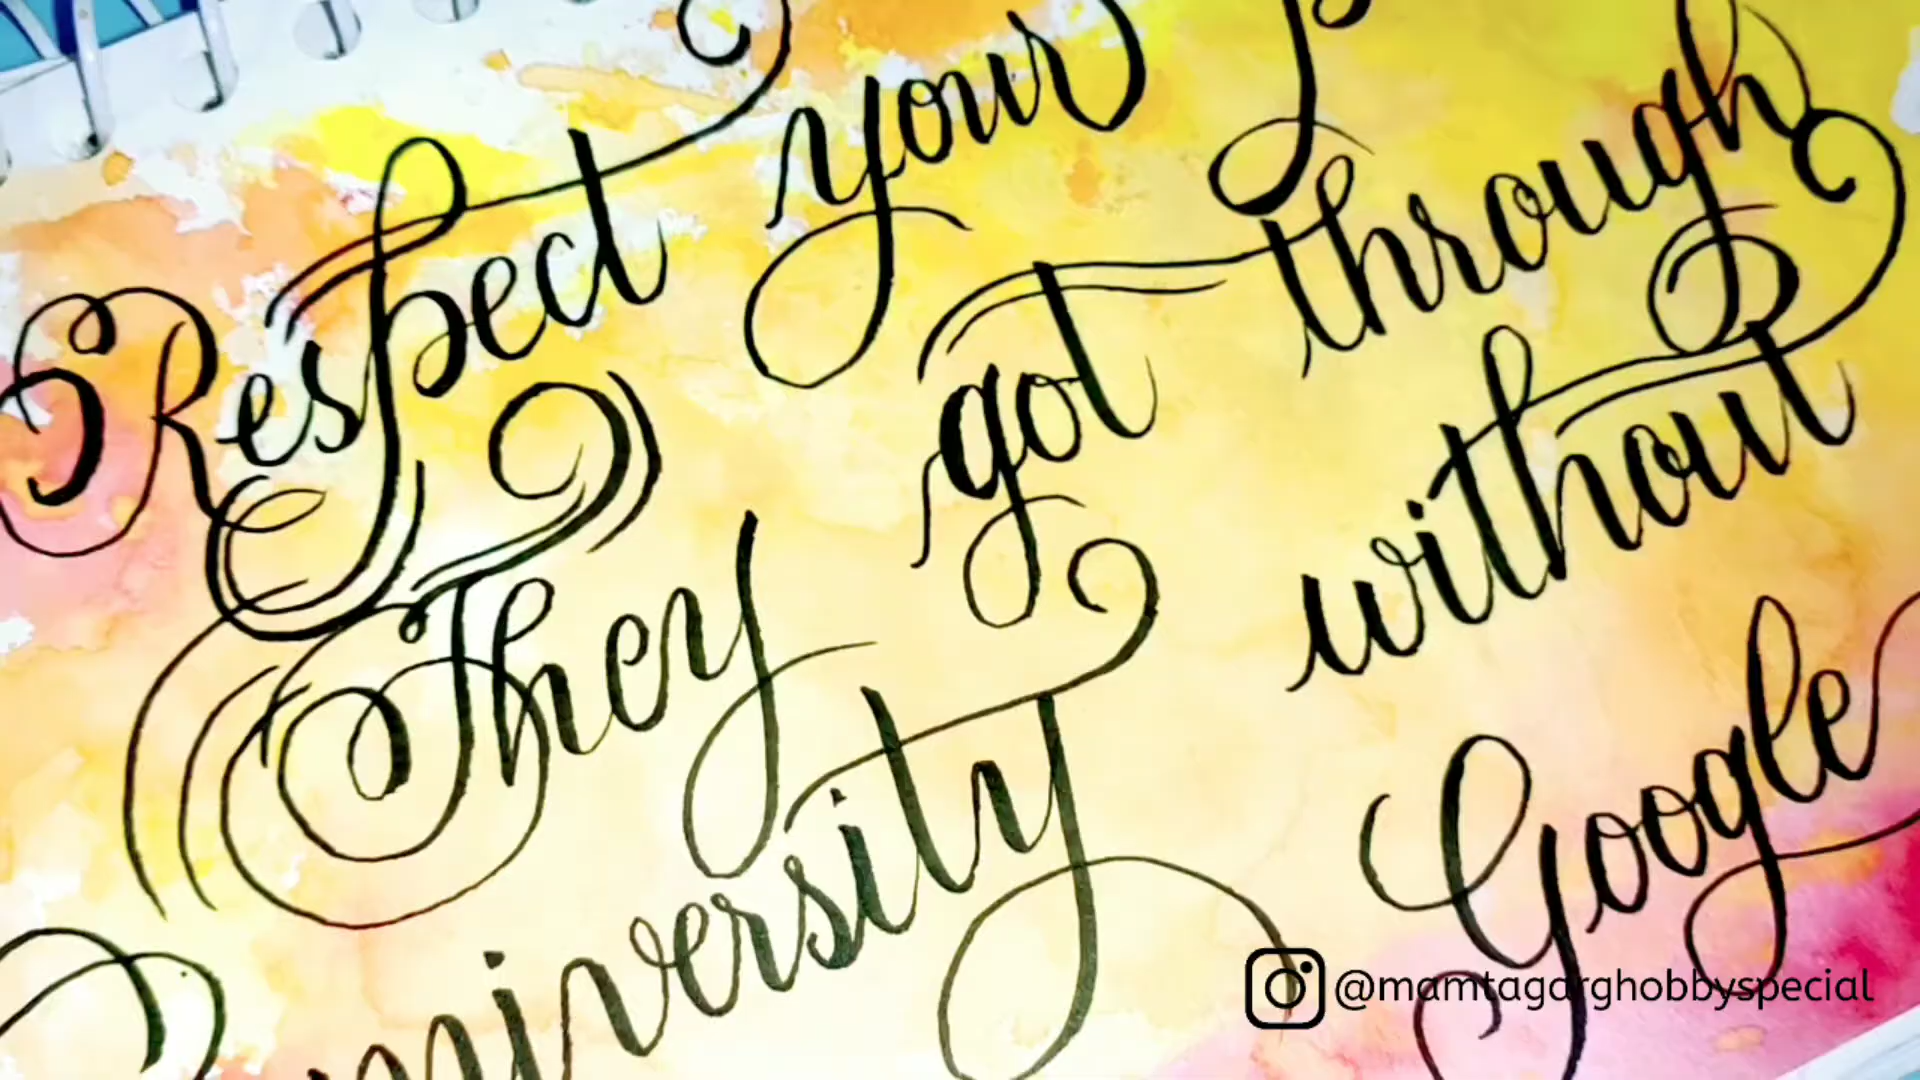 Respect your
They got through
University without
Google
@mamtagarghobbyspecial